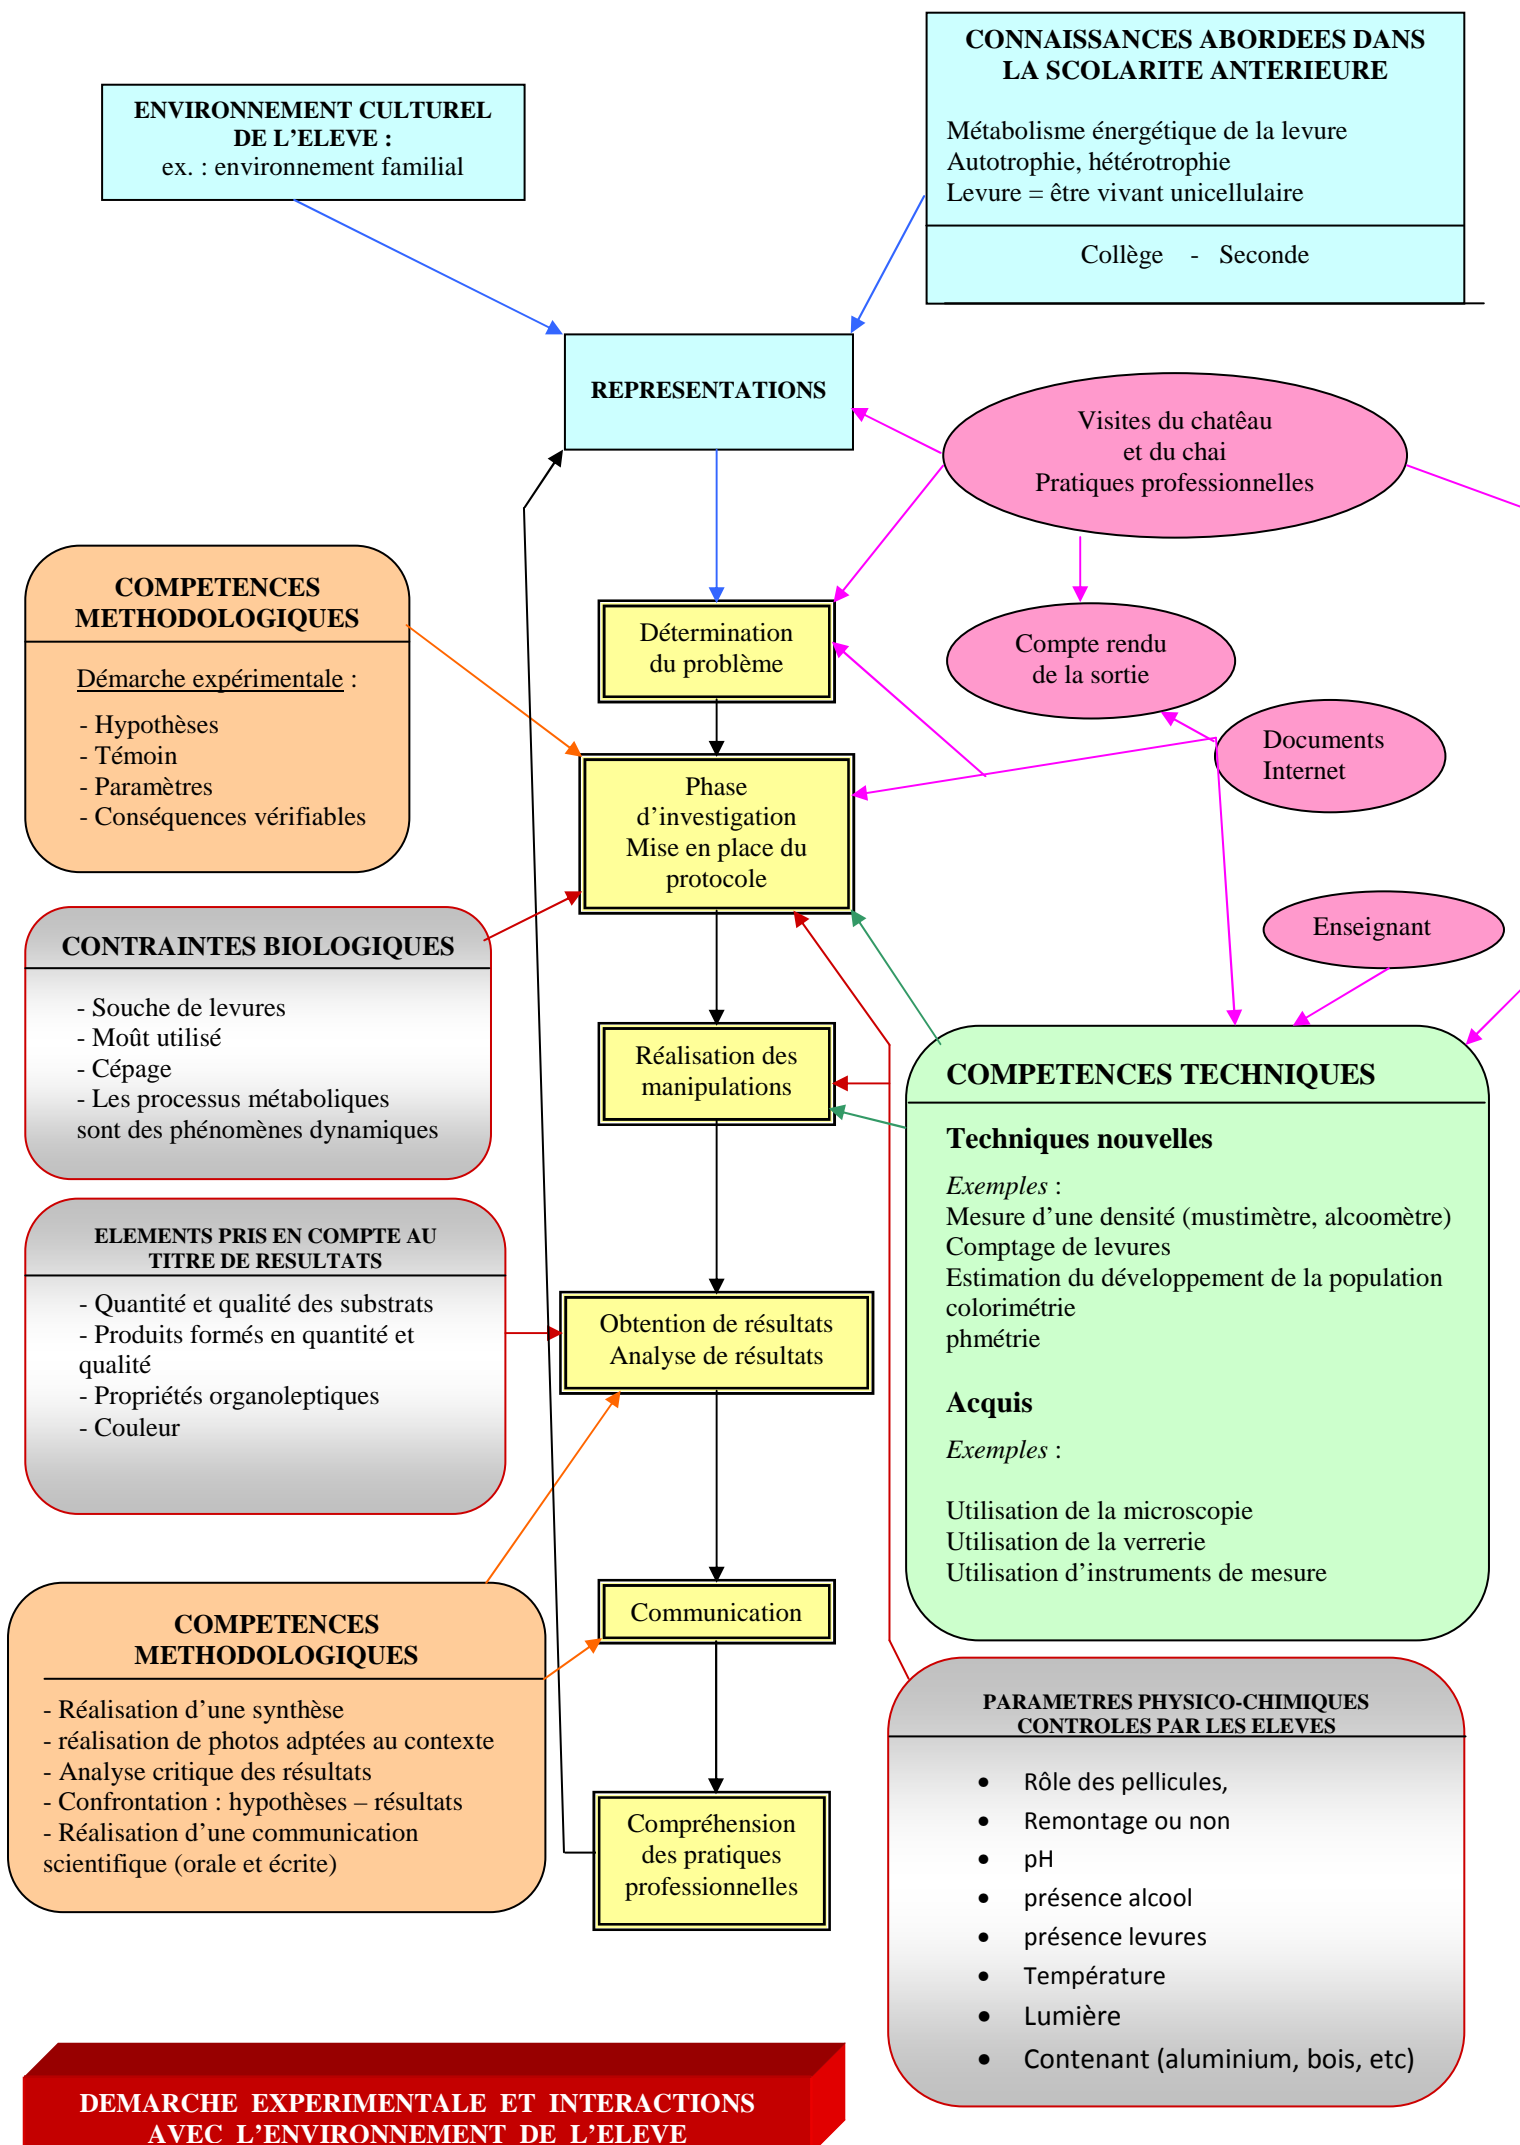 CONNAISSANCES ABORDEES DANS
LA SCOLARITE ANTERIEURE
Métabolisme énergétique de la levure
Autotrophie, hétérotrophie
Levure = être vivant unicellulaire
Collège - Seconde
ENVIRONNEMENT CULTUREL
DE L’ELEVE :
ex. : environnement familial
REPRESENTATIONS
Visites du chatêau
et du chai
Pratiques professionnelles
COMPETENCES
METHODOLOGIQUES
Démarche expérimentale :
- Hypothèses
- Témoin
- Paramètres
- Conséquences vérifiables
Détermination
du problème
Compte rendu
de la sortie
Documents
Internet
Phase
d’investigation
Mise en place du
protocole
Enseignant
CONTRAINTES BIOLOGIQUES
- Souche de levures
- Moût utilisé
- Cépage
- Les processus métaboliques
sont des phénomènes dynamiques
Réalisation des
manipulations
COMPETENCES TECHNIQUES
Techniques nouvelles
Exemples :
Mesure d’une densité (mustimètre, alcoomètre)
Comptage de levures
Estimation du développement de la population
colorimétrie
phmétrie
Acquis
Exemples :
Utilisation de la microscopie
Utilisation de la verrerie
Utilisation d’instruments de mesure
ELEMENTS PRIS EN COMPTE AU
TITRE DE RESULTATS
- Quantité et qualité des substrats
- Produits formés en quantité et
qualité
- Propriétés organoleptiques
- Couleur
Obtention de résultats
Analyse de résultats
COMPETENCES
METHODOLOGIQUES
- Réalisation d’une synthèse
- réalisation de photos adptées au contexte
- Analyse critique des résultats
- Confrontation : hypothèses – résultats
- Réalisation d’une communication
scientifique (orale et écrite)
Communication
Compréhension
des pratiques
professionnelles
PARAMETRES PHYSICO-CHIMIQUES
CONTROLES PAR LES ELEVES
• Rôle des pellicules,
• Remontage ou non
• pH
• présence alcool
• présence levures
• Température
• Lumière
• Contenant (aluminium, bois, etc)
DEMARCHE EXPERIMENTALE ET INTERACTIONS
AVEC L’ENVIRONNEMENT DE L’ELEVE